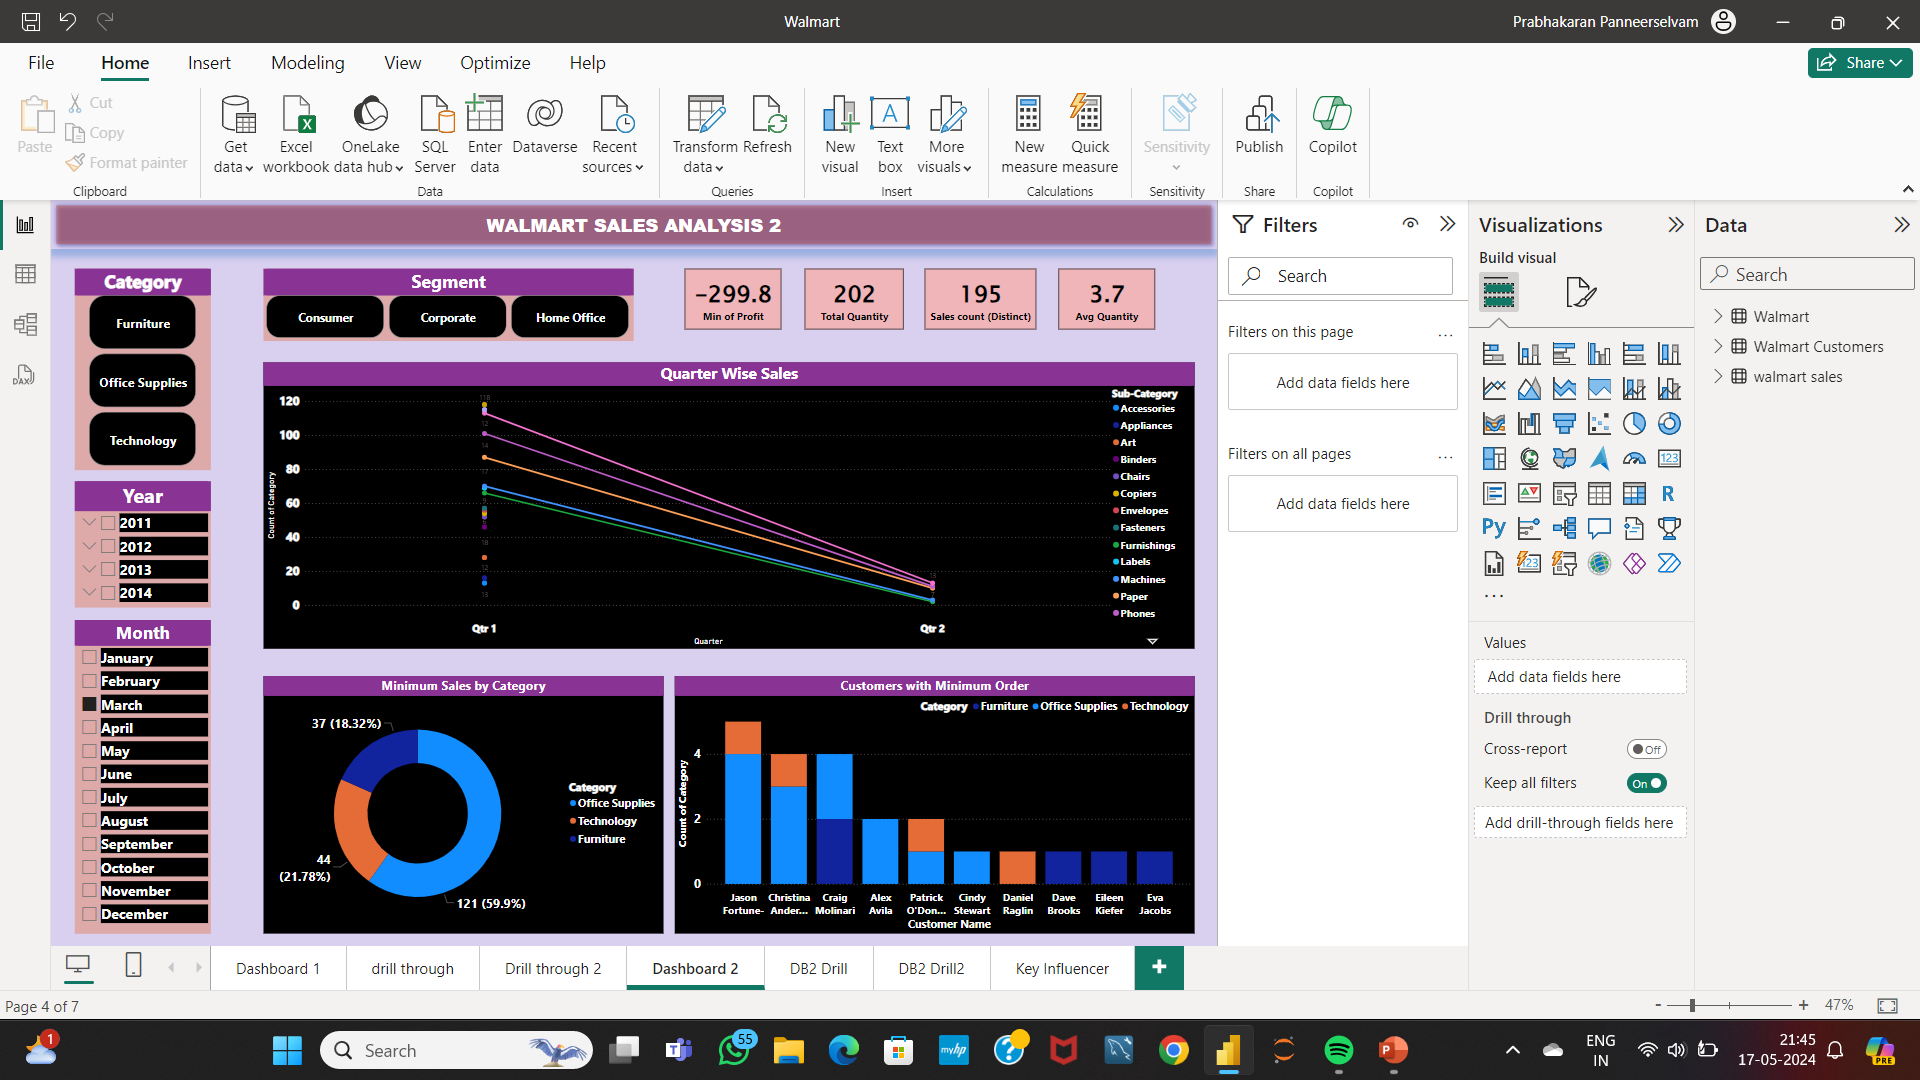 Walmart
Prabhakaran Panneerselvam
File Home Insert Modeling View Optimize Help
Share
Paste
Cut
Copy
Format painter
Clipboard
Get data
Excel workbook
OneLake data hub
SQL Server
Enter data
Dataverse
Recent sources
Data
Transform data
Refresh
Queries
New visual
Text box
More visuals
Insert
New measure
Quick measure
Calculations
Sensitivity
Sensitivity
Publish
Share
Copilot
Copilot
DAX
WALMART SALES ANALYSIS 2
Category
Furniture
Office Supplies
Technology
Year
2011
2012
2013
2014
Month
January
February
March
April
May
June
July
August
September
October
November
December
Segment
Consumer
Corporate
Home Office
-299.8
Min of Profit
202
Total Quantity
195
Sales count (Distinct)
3.7
Avg Quantity
Quarter Wise Sales
120
100
80
60
40
20
0
Count of Category
Qtr 1
Qtr 2
Quarter
Sub-Category
Accessories
Appliances
Art
Binders
Chairs
Copiers
Envelopes
Fasteners
Furnishings
Labels
Machines
Paper
Phones
Minimum Sales by Category
37 (18.32%)
44
(21.78%)
121 (59.9%)
Category
Office Supplies
Technology
Furniture
Customers with Minimum Order
Category Furniture Office Supplies Technology
4
2
0
Count of Category
Jason Fortune-
Christina Ander...
Craig Molinari
Alex Avila
Patrick O'Don...
Cindy Stewart
Daniel Raglin
Dave Brooks
Eileen Kiefer
Eva Jacobs
Customer Name
Filters
Search
Filters on this page
...
Add data fields here
Filters on all pages
...
Add data fields here
Visualizations
Build visual
123
R
Py
123
...
Values
Add data fields here
Drill through
Cross-report
Off
Keep all filters
On
Add drill-through fields here
Data
Search
Walmart
Walmart Customers
walmart sales
Dashboard 1
drill through
Drill through 2
Dashboard 2
DB2 Drill
DB2 Drill2
Key Influencer
+
Page 4 of 7
- + 47%
1
Search
55
myhp
ENG
IN
21:45
17-05-2024
PRE